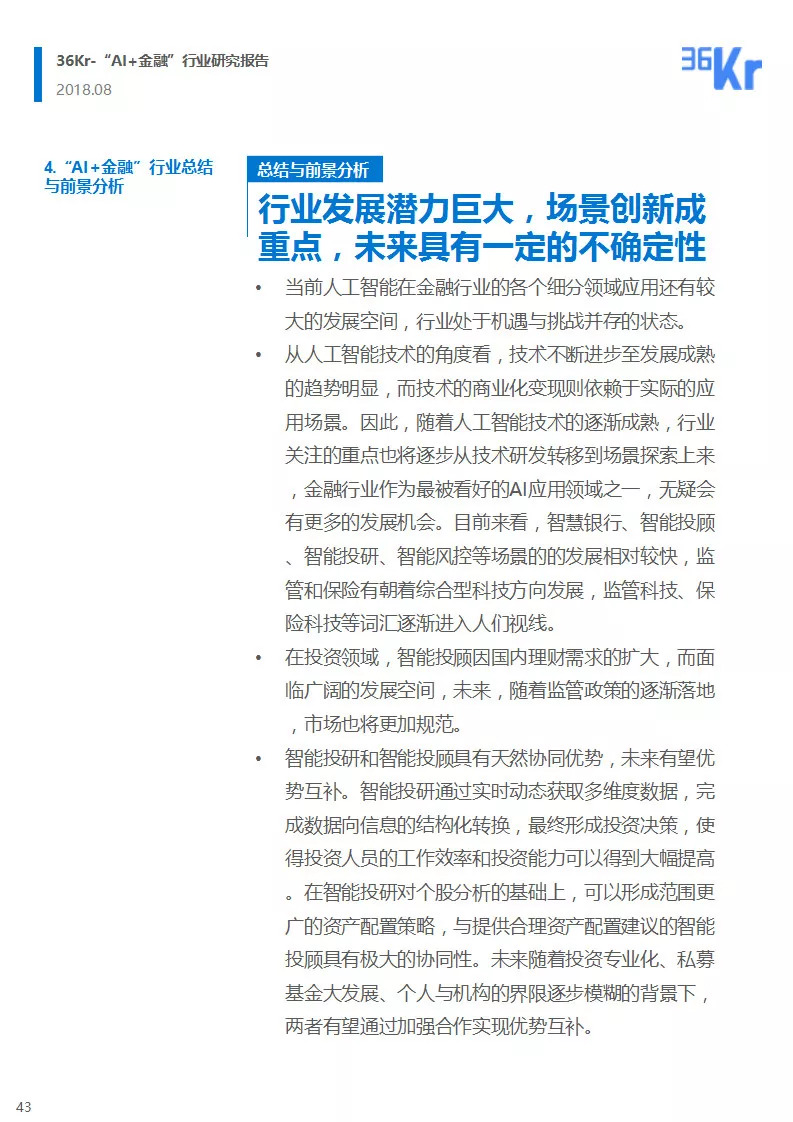 36Kr-“AI+金融”行业研究报告
2018.08
36Kr
4.“AI+金融”行业总结
与前景分析
总结与前景分析
行业发展潜力巨大，场景创新成
重点，未来具有一定的不确定性
• 当前人工智能在金融行业的各个细分领域应用还有较
大的发展空间，行业处于机遇与挑战并存的状态。
• 从人工智能技术的角度看，技术不断进步至发展成熟
的趋势明显，而技术的商业化变现则依赖于实际的应
用场景。因此，随着人工智能技术的逐渐成熟，行业
关注的重点也将逐步从技术研发转移到场景探索上来
，金融行业作为最被看好的AI应用领域之一，无疑会
有更多的发展机会。目前来看，智慧银行、智能投顾
、智能投研、智能风控等场景的的发展相对较快，监
管和保险有朝着综合型科技方向发展，监管科技、保
险科技等词汇逐渐进入人们视线。
• 在投资领域，智能投顾因国内理财需求的扩大，而面
临广阔的发展空间，未来，随着监管政策的逐渐落地
，市场也将更加规范。
• 智能投研和智能投顾具有天然协同优势，未来有望优
势互补。智能投研通过实时动态获取多维度数据，完
成数据向信息的结构化转换，最终形成投资决策，使
得投资人员的工作效率和投资能力可以得到大幅提高
。在智能投研对个股分析的基础上，可以形成范围更
广的资产配置策略，与提供合理资产配置建议的智能
投顾具有极大的协同性。未来随着投资专业化、私募
基金大发展、个人与机构的界限逐步模糊的背景下，
两者有望通过加强合作实现优势互补。
43